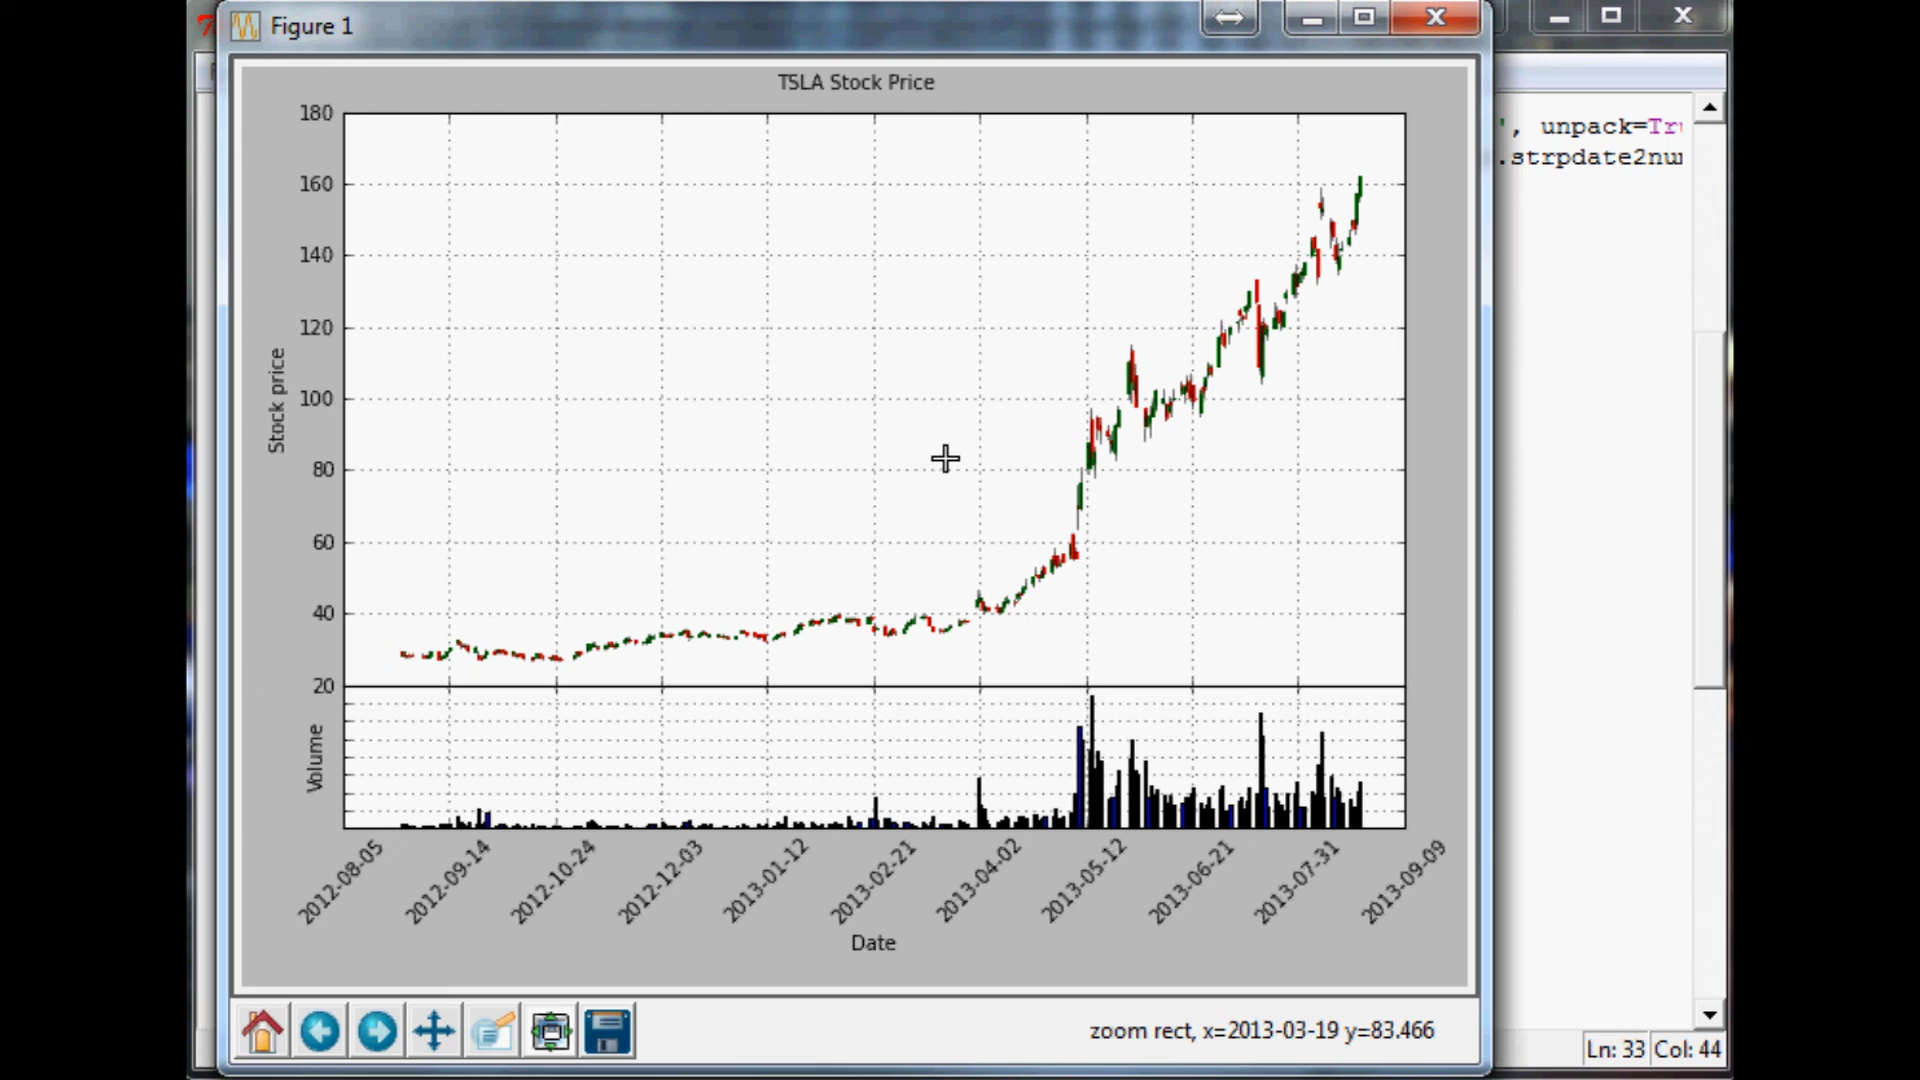 Figure 1
TSLA Stock Price
180
160
140
120
100
80
60
40
20
Stock price
Volume
2012-08-05
2012-09-14
2012-10-24
2012-12-03
2013-01-12
2013-02-21
2013-04-02
2013-05-12
2013-06-21
2013-07-31
2013-09-09
Date
zoom rect, x=2013-03-19 y=83.466
', unpack=Tr
.strpdate2nu
Ln: 33 Col: 44